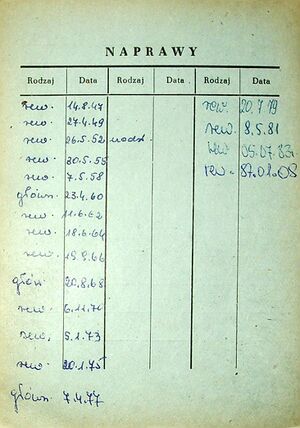 NAPRAWY
Rodzaj Data Rodzaj Data Rodzaj Data
rew. 14.8.47 rew. 20.7.79
rew. 27.4.49 rew. 8.5.81
rew. 26.5.52 rew. 05.07.83
rew. 20.5.55 rew. 87.01.08
rew. 7.5.58
główn. 23.4.60
rew. 11.6.62
rew. 18.6.64
rew. 15.9.66
główn. 20.8.68
rew. 6.11.70
rew. 5.1.73
rew. 20.1.75
główn. 7.4.77